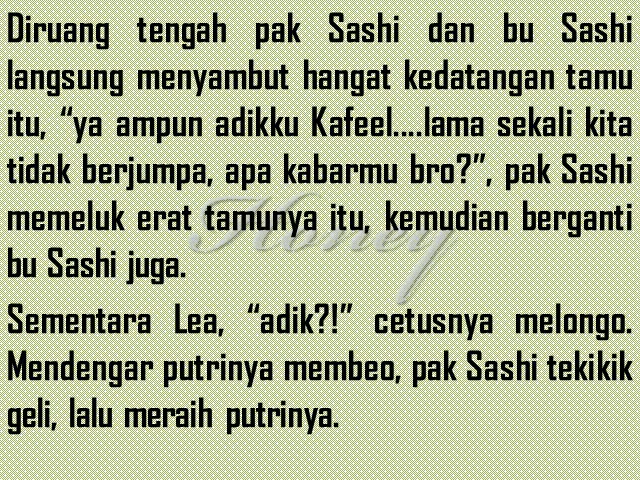 Diruang tengah pak Sashi dan bu Sashi
langsung menyambut hangat kedatangan tamu
itu, “ya ampun adikku Kafeel....lama sekali kita
tidak berjumpa, apa kabarmu bro?”, pak Sashi
memeluk erat tamunya itu, kemudian berganti
bu Sashi juga.
Sementara Lea, “adik?!” cetusnya melongo.
Mendengar putrinya membeo, pak Sashi tekikik
geli, lalu meraih putrinya.
Honey